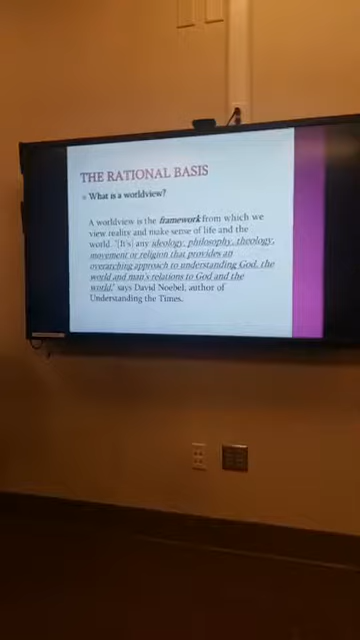 THE RATIONAL BASIS
What is a worldview?
A worldview is the framework from which we
view reality and make sense of life and the
world. "[It's] any ideology, philosophy, theology,
movement or religion that provides an
overarching approach to understanding God, the
world and man's relations to God and the
world," says David Noebel, author of
Understanding the Times.